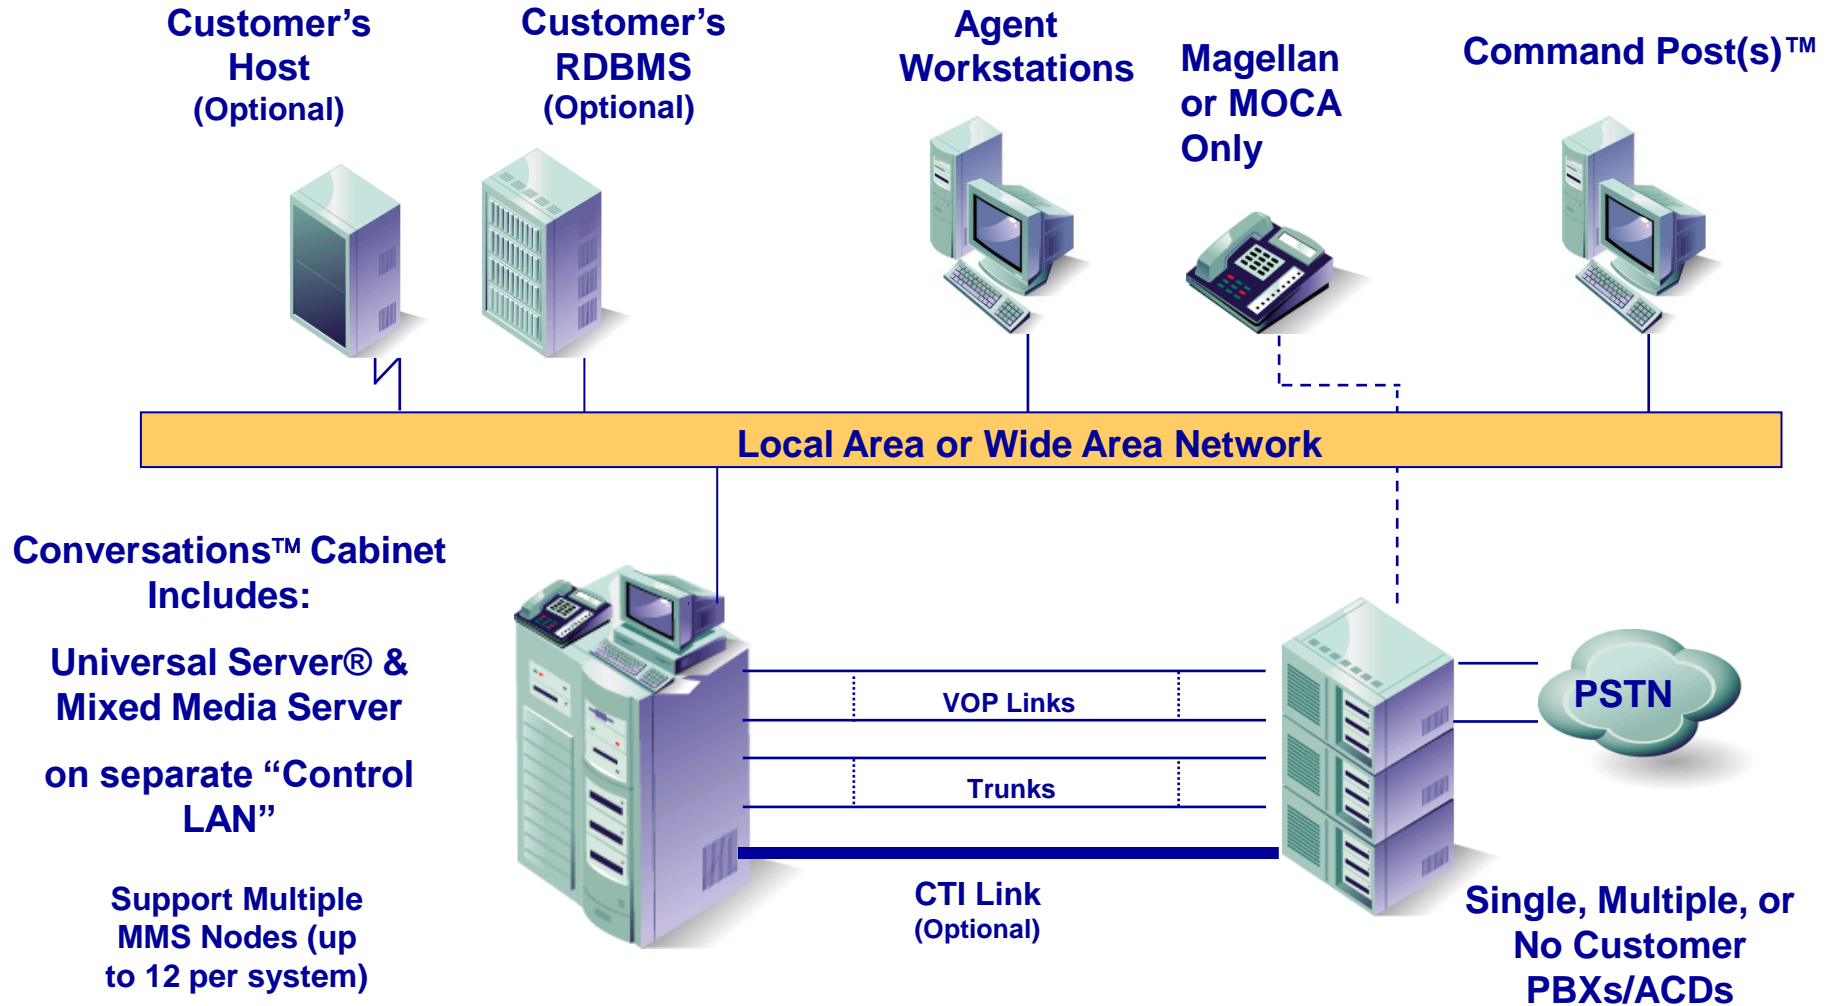 Customer’s
Host
(Optional)
Customer’s
RDBMS
(Optional)
Agent
Workstations
Magellan
or MOCA
Only
Command Post(s)™
Local Area or Wide Area Network
Conversations™ Cabinet
Includes:
Universal Server® &
Mixed Media Server
on separate “Control
LAN”
Support Multiple
MMS Nodes (up
to 12 per system)
VOP Links
Trunks
CTI Link
(Optional)
PSTN
Single, Multiple, or
No Customer
PBXs/ACDs